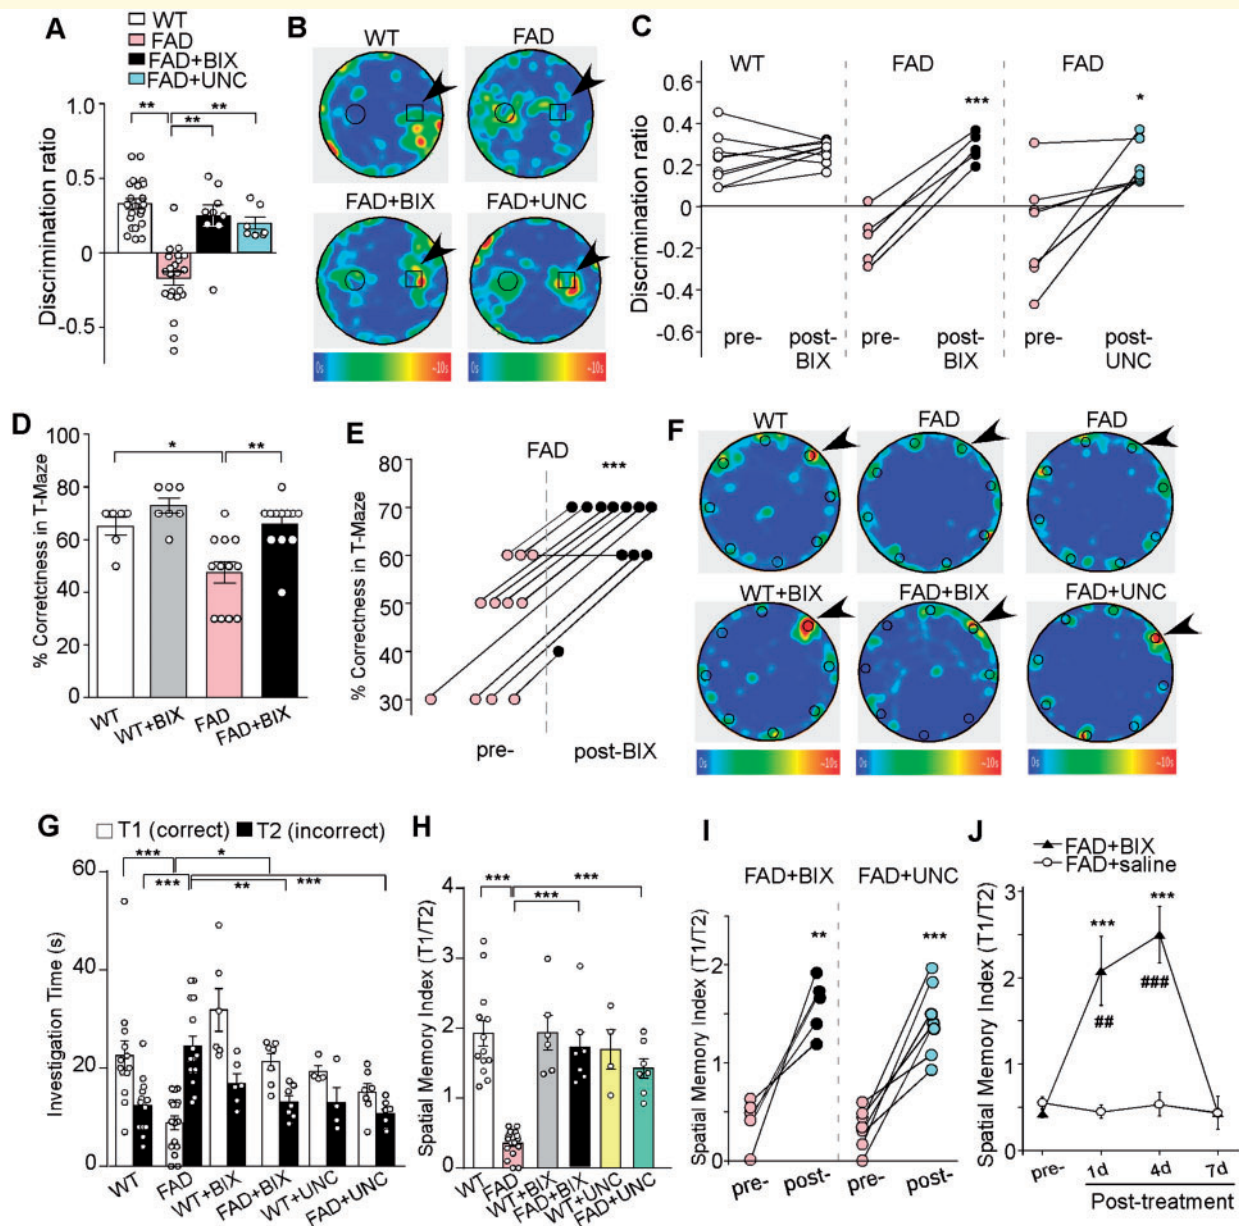 A
WT
FAD
FAD+BIX
FAD+UNC
** ** **
1.0
0.5
0
-0.5
Discrimination ratio
B
WT FAD
FAD+BIX FAD+UNC
0s ~10s 0s ~10s
C
WT FAD FAD
*** *
0.6
0.4
0.2
0
-0.2
-0.4
-0.6
Discrimination ratio
pre- post-BIX pre- post-BIX pre- post-UNC
D
* **
100
80
60
40
20
0
% Corretctness in T-Maze
WT WT+BIX FAD FAD+BIX
E
FAD
***
80
70
60
50
40
30
% Correctness in T-Maze
pre- post-BIX
F
WT FAD FAD
WT+BIX FAD+BIX FAD+UNC
0s ~10s 0s ~10s 0s ~10s
G
T1 (correct) T2 (incorrect)
*** *
*** ** ***
60
40
20
0
Investigation Time (s)
WT FAD WT+BIX FAD+BIX WT+UNC FAD+UNC
H
*** *** ***
4
3
2
1
0
Spatial Memory Index (T1/T2)
WT FAD WT+BIX FAD+BIX WT+UNC FAD+UNC
I
FAD+BIX FAD+UNC
** ***
2
1
0
Spatial Memory Index (T1/T2)
pre- post- pre- post-
J
FAD+BIX
FAD+saline
*** ***
## ###
3
2
1
0
Spatial Memory Index (T1/T2)
pre- 1d 4d 7d
Post-treatment